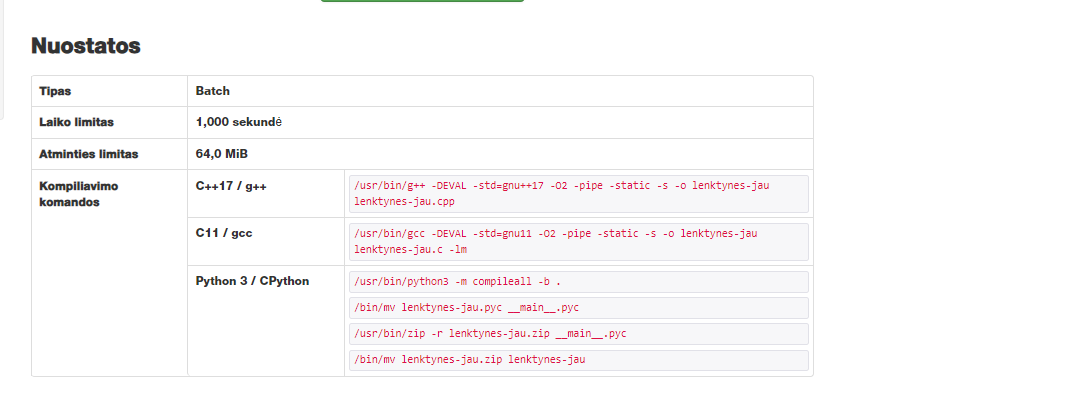 Nuostatos
Tipas
Batch
Laiko limitas
1,000 sekundė
Atminties limitas
64,0 MiB
Kompiliavimo
komandos
C++17 / g++
/usr/bin/g++ -DEVAL -std=gnu++17 -O2 -pipe -static -s -o lenktynes-jau
lenktynes-jau.cpp
C11 / gcc
/usr/bin/gcc -DEVAL -std=gnu11 -O2 -pipe -static -s -o lenktynes-jau
lenktynes-jau.c -lm
Python 3 / CPython
/usr/bin/python3 -m compileall -b .
/bin/mv lenktynes-jau.pyc __main__.pyc
/usr/bin/zip -r lenktynes-jau.zip __main__.pyc
/bin/mv lenktynes-jau.zip lenktynes-jau